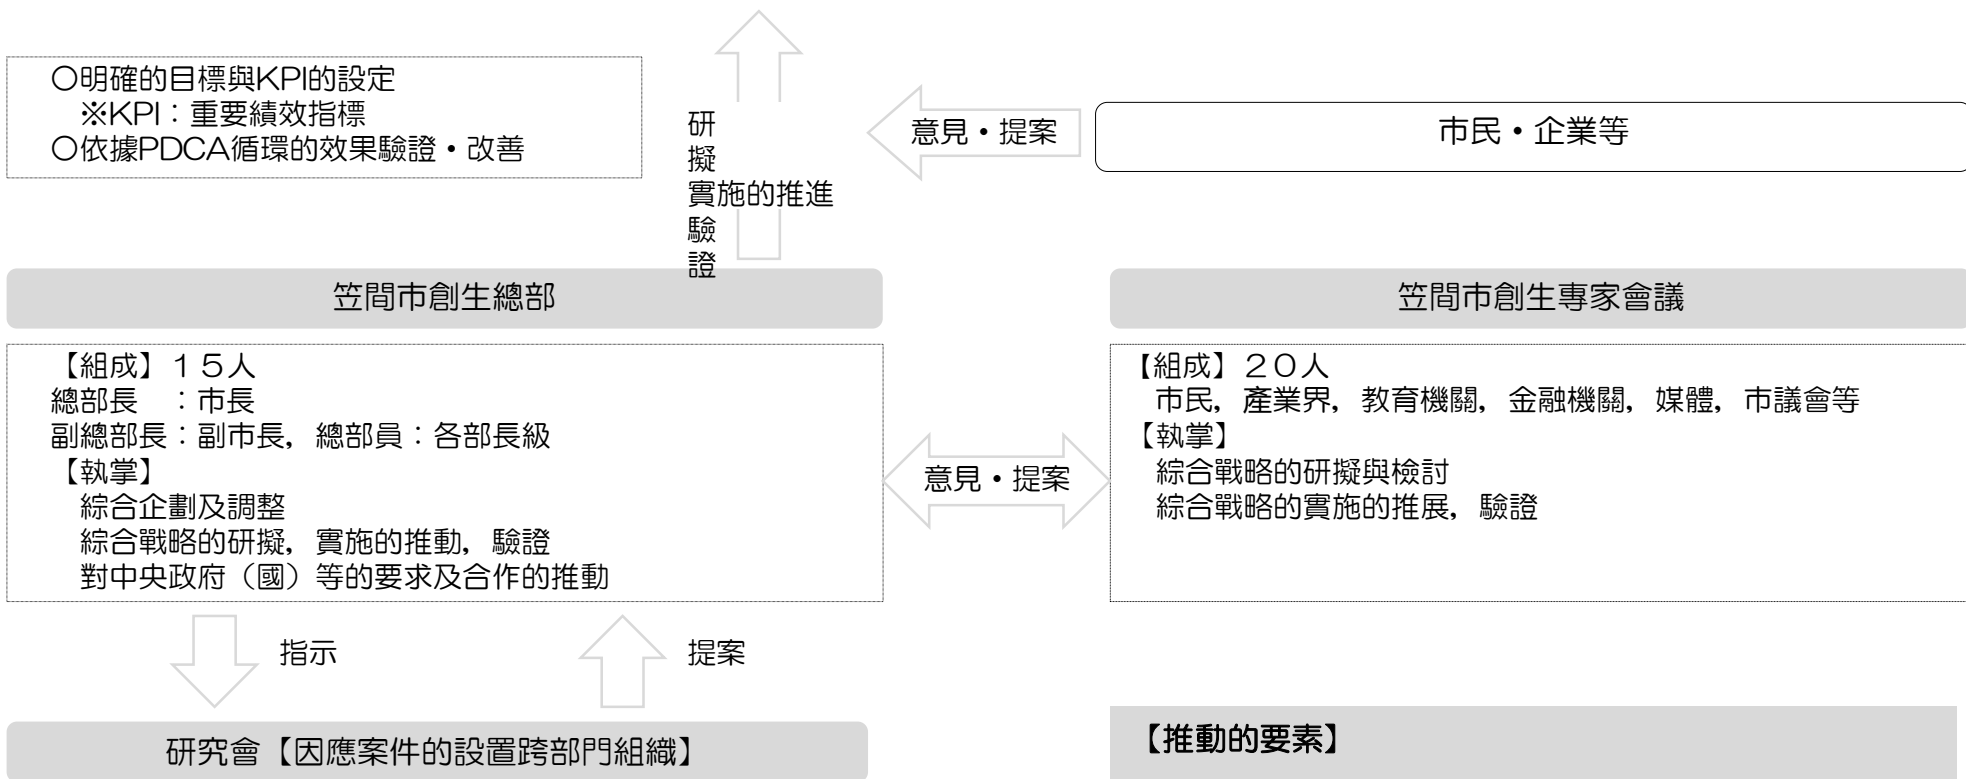 ○明確的目標與KPI的設定
※KPI：重要績效指標
○依據PDCA循環的效果驗證・改善
研
擬
實施的推進
驗
證
意見・提案
市民・企業等
笠間市創生總部
【組成】１５人
總部長　：市長
副總部長：副市長，總部員：各部長級
【執掌】
綜合企劃及調整
綜合戰略的研擬，實施的推動，驗證
對中央政府（國）等的要求及合作的推動
意見・提案
笠間市創生專家會議
【組成】２０人
市民，產業界，教育機關，金融機關，媒體，市議會等
【執掌】
綜合戰略的研擬與檢討
綜合戰略的實施的推展，驗證
指示
提案
研究會【因應案件的設置跨部門組織】
【推動的要素】